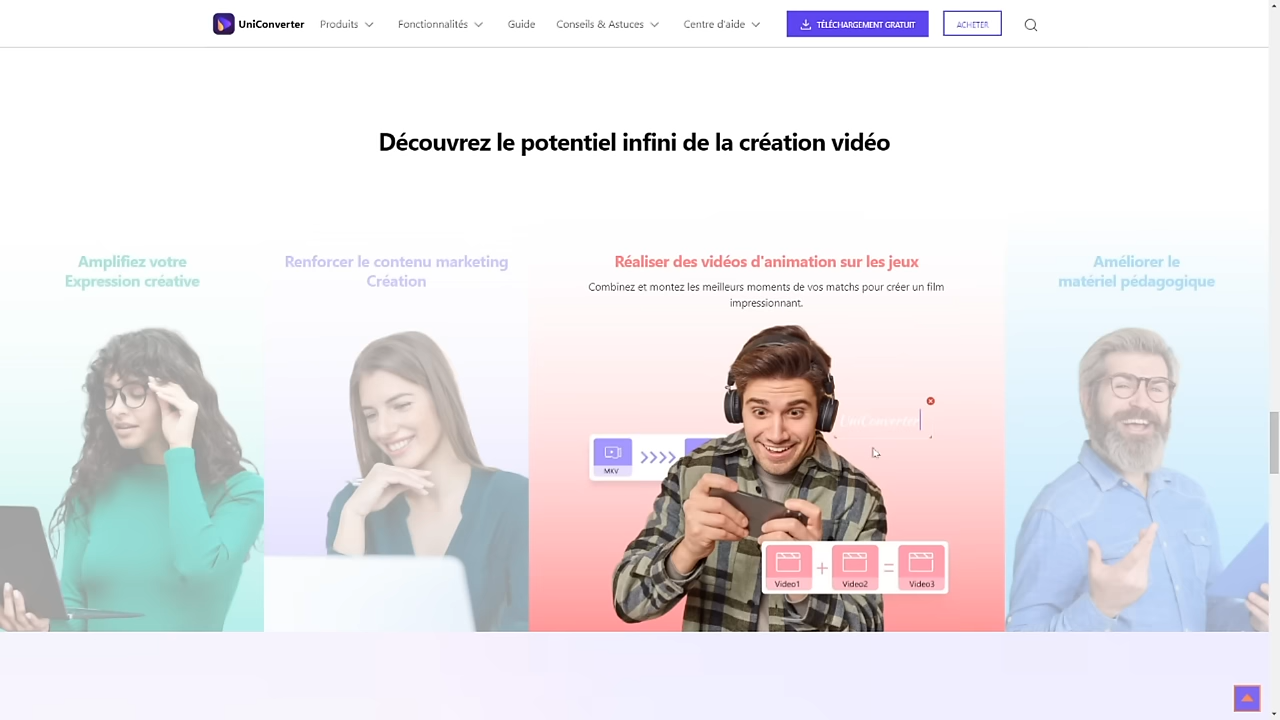 UniConverter
Produits
Fonctionnalités
Guide
Conseils & Astuces
Centre d'aide
TÉLÉCHARGEMENT GRATUIT
ACHETER
Découvrez le potentiel infini de la création vidéo
Amplifiez votre
Expression créative
Renforcer le contenu marketing
Création
Réaliser des vidéos d'animation sur les jeux
Combinez et montez les meilleurs moments de vos matchs pour créer un film
impressionnant.
Améliorer le
matériel pédagogique
UniConverter
MKV
Video1
Video2
Video3